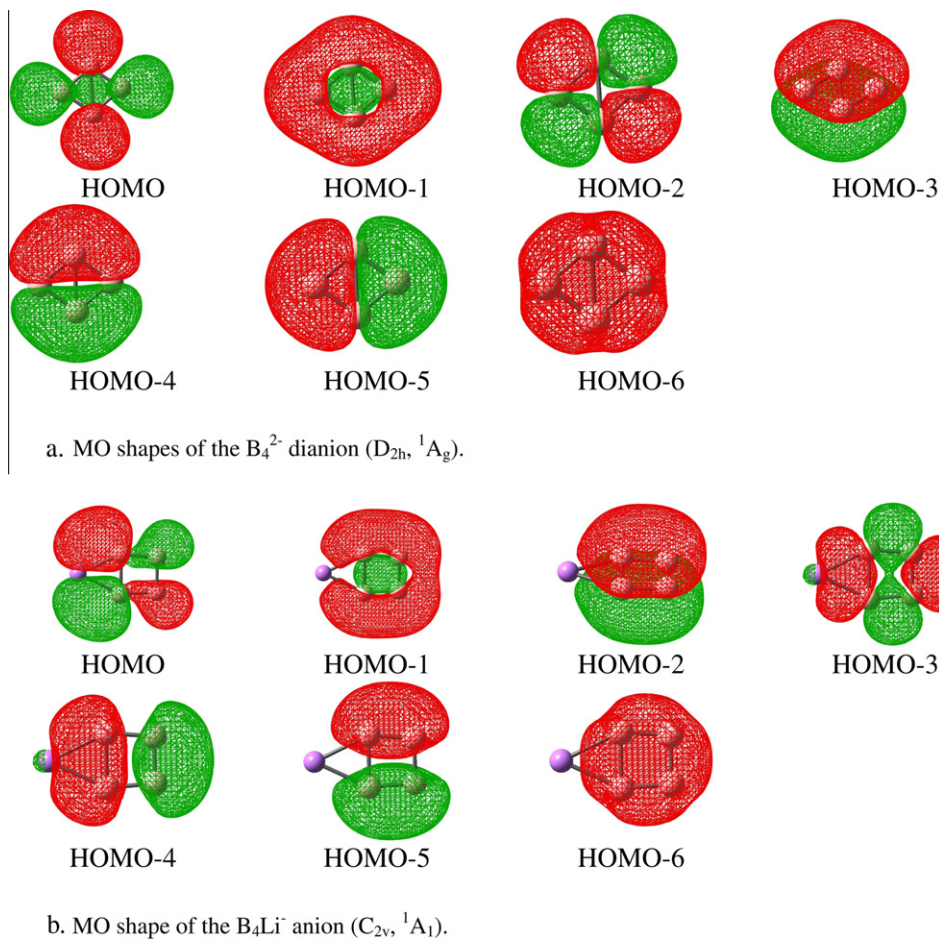 HOMO HOMO-1 HOMO-2 HOMO-3
HOMO-4 HOMO-5 HOMO-6
a. MO shapes of the B₄²⁻ dianion (D₂ₕ, ¹A_g).
HOMO HOMO-1 HOMO-2 HOMO-3
HOMO-4 HOMO-5 HOMO-6
b. MO shape of the B₄Li⁻ anion (C₂ᵥ, ¹A₁).